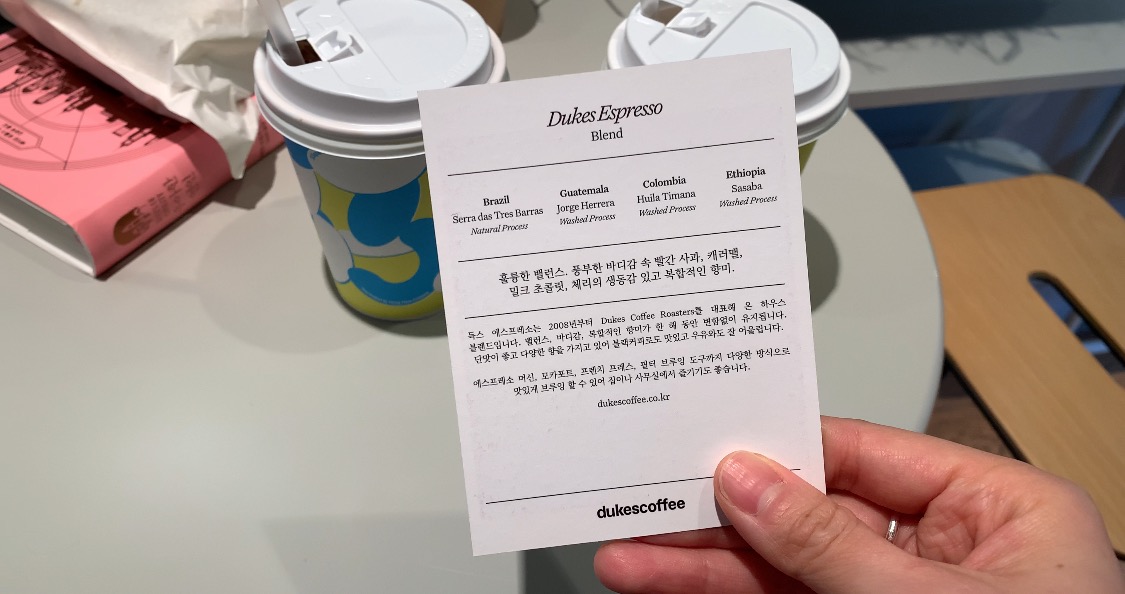 Dukes Espresso
Blend
Brazil
Serra das Tres Barras
Natural Process
Guatemala
Jorge Herrera
Washed Process
Colombia
Huila Timana
Washed Process
Ethiopia
Sasaba
Washed Process
훌륭한 밸런스. 풍부한 바디감 속 빨간 사과, 캐러멜,
밀크 초콜릿, 체리의 생동감 있고 복합적인 향미.
듁스 에스프레소는 2008년부터 Dukes Coffee Roasters를 대표해 온 하우스
블렌드입니다. 밸런스, 바디감, 복합적인 향미가 한 해 동안 변함없이 유지됩니다.
단맛이 좋고 다양한 향을 가지고 있어 블랙커피로도 맛있고 우유와도 잘 어울립니다.
에스프레소 머신, 모카포트, 프렌치 프레스, 필터 브루잉 도구까지 다양한 방식으로
맛있게 브루잉 할 수 있어 집이나 사무실에서 즐기기도 좋습니다.
dukescoffee.co.kr
dukescoffee